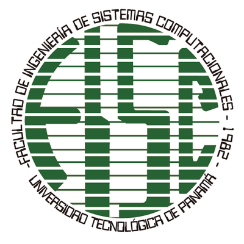 FACULTAD DE INGENIERÍA DE SISTEMAS COMPUTACIONALES - 1982 -
UNIVERSIDAD TECNOLÓGICA DE PANAMÁ -
FISC